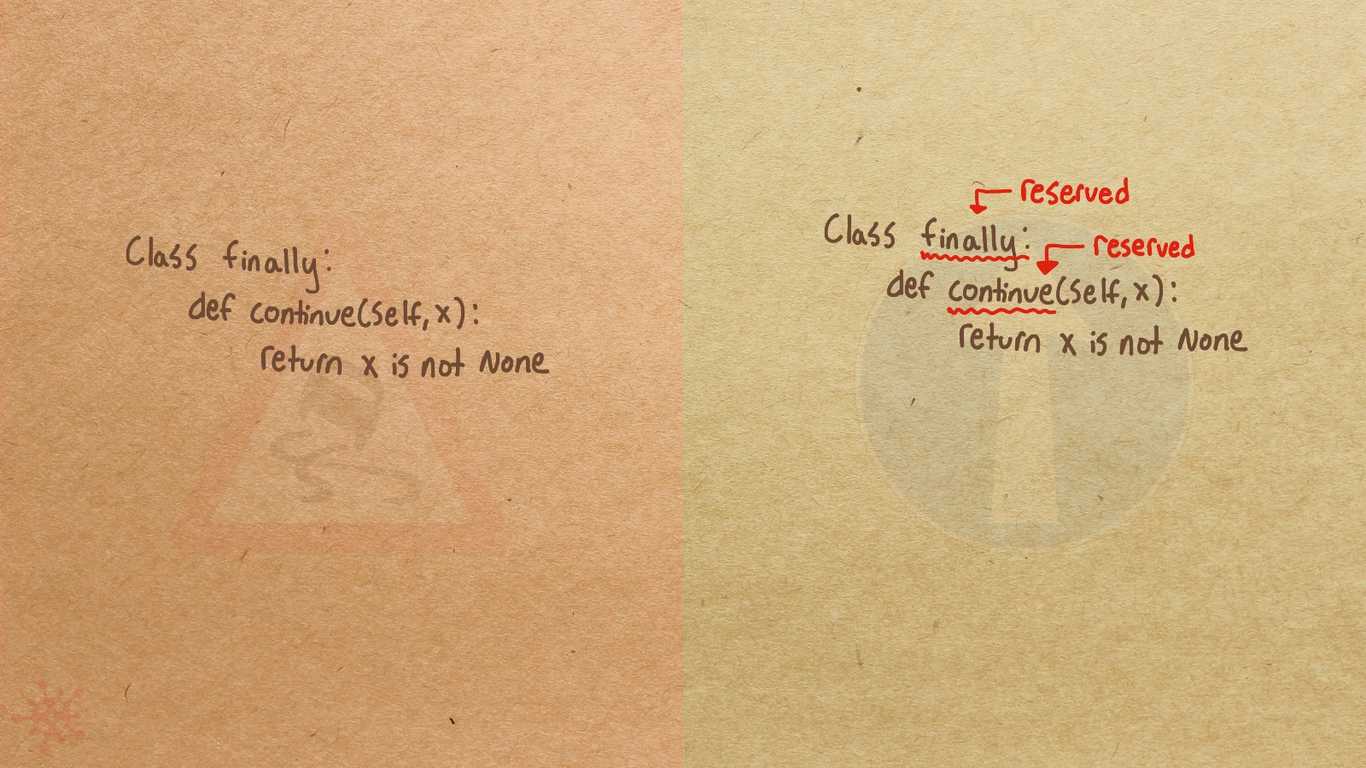 Class finally:
def continue(self, x):
return x is not None
reserved
Class finally:
reserved
def continue(self, x):
return x is not None